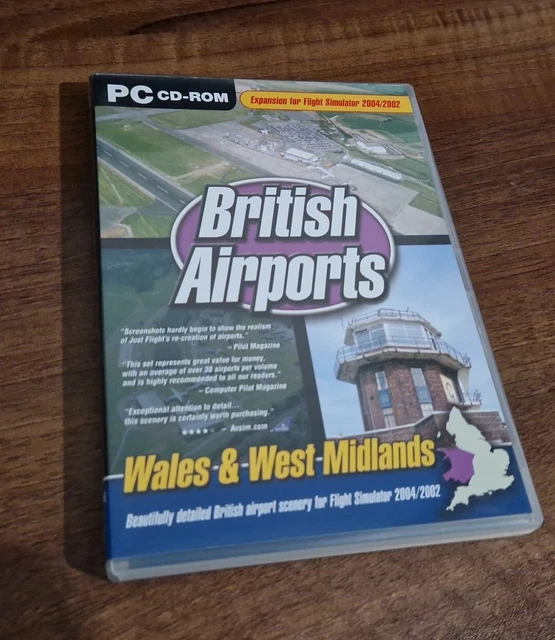 PC CD-ROM
Expansion for Flight Simulator 2004/2002
British
Airports
"Screenshots hardly begin to show the realism
of Just Flight's re-creation of airports."
– Pilot Magazine
"This set represents great value for money,
with an average of over 30 airports per volume
and is highly recommended to all our readers."
– Computer Pilot Magazine
"Exceptional attention to detail...
this scenery is certainly worth purchasing."
★★★★ – Avsim.com
Wales & West Midlands
Beautifully detailed British airport scenery for Flight Simulator 2004/2002